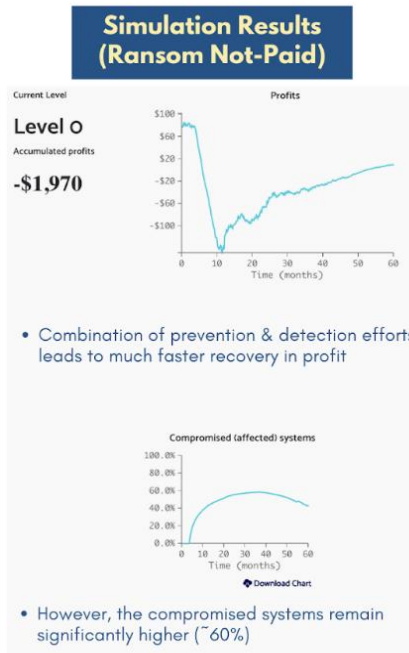 Simulation Results
(Ransom Not-Paid)
Current Level
Level 0
Accumulated profits
-$1,970
Profits
$100
$60
$20
-$20
-$60
-$100
0 10 20 30 40 50 60
Time (months)
• Combination of prevention & detection efforts
leads to much faster recovery in profit
Compromised (affected) systems
100.0%
80.0%
60.0%
40.0%
20.0%
0.0%
0 10 20 30 40 50 60
Time (months)
Download Chart
• However, the compromised systems remain
significantly higher (~60%)